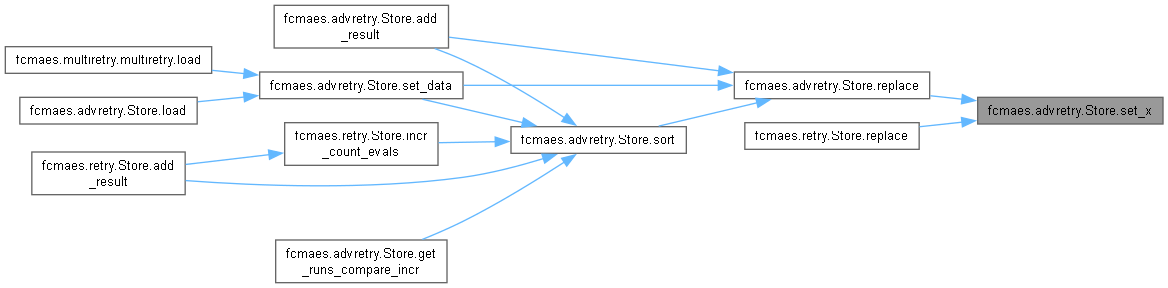 fcmaes.advretry.Store.add
_result
fcmaes.multiretry.multiretry.load
fcmaes.advretry.Store.set_data
fcmaes.advretry.Store.replace
fcmaes.advretry.Store.load
fcmaes.advretry.Store.set_x
fcmaes.retry.Store.incr
_count_evals
fcmaes.advretry.Store.sort
fcmaes.retry.Store.replace
fcmaes.retry.Store.add
_result
fcmaes.advretry.Store.get
_runs_compare_incr